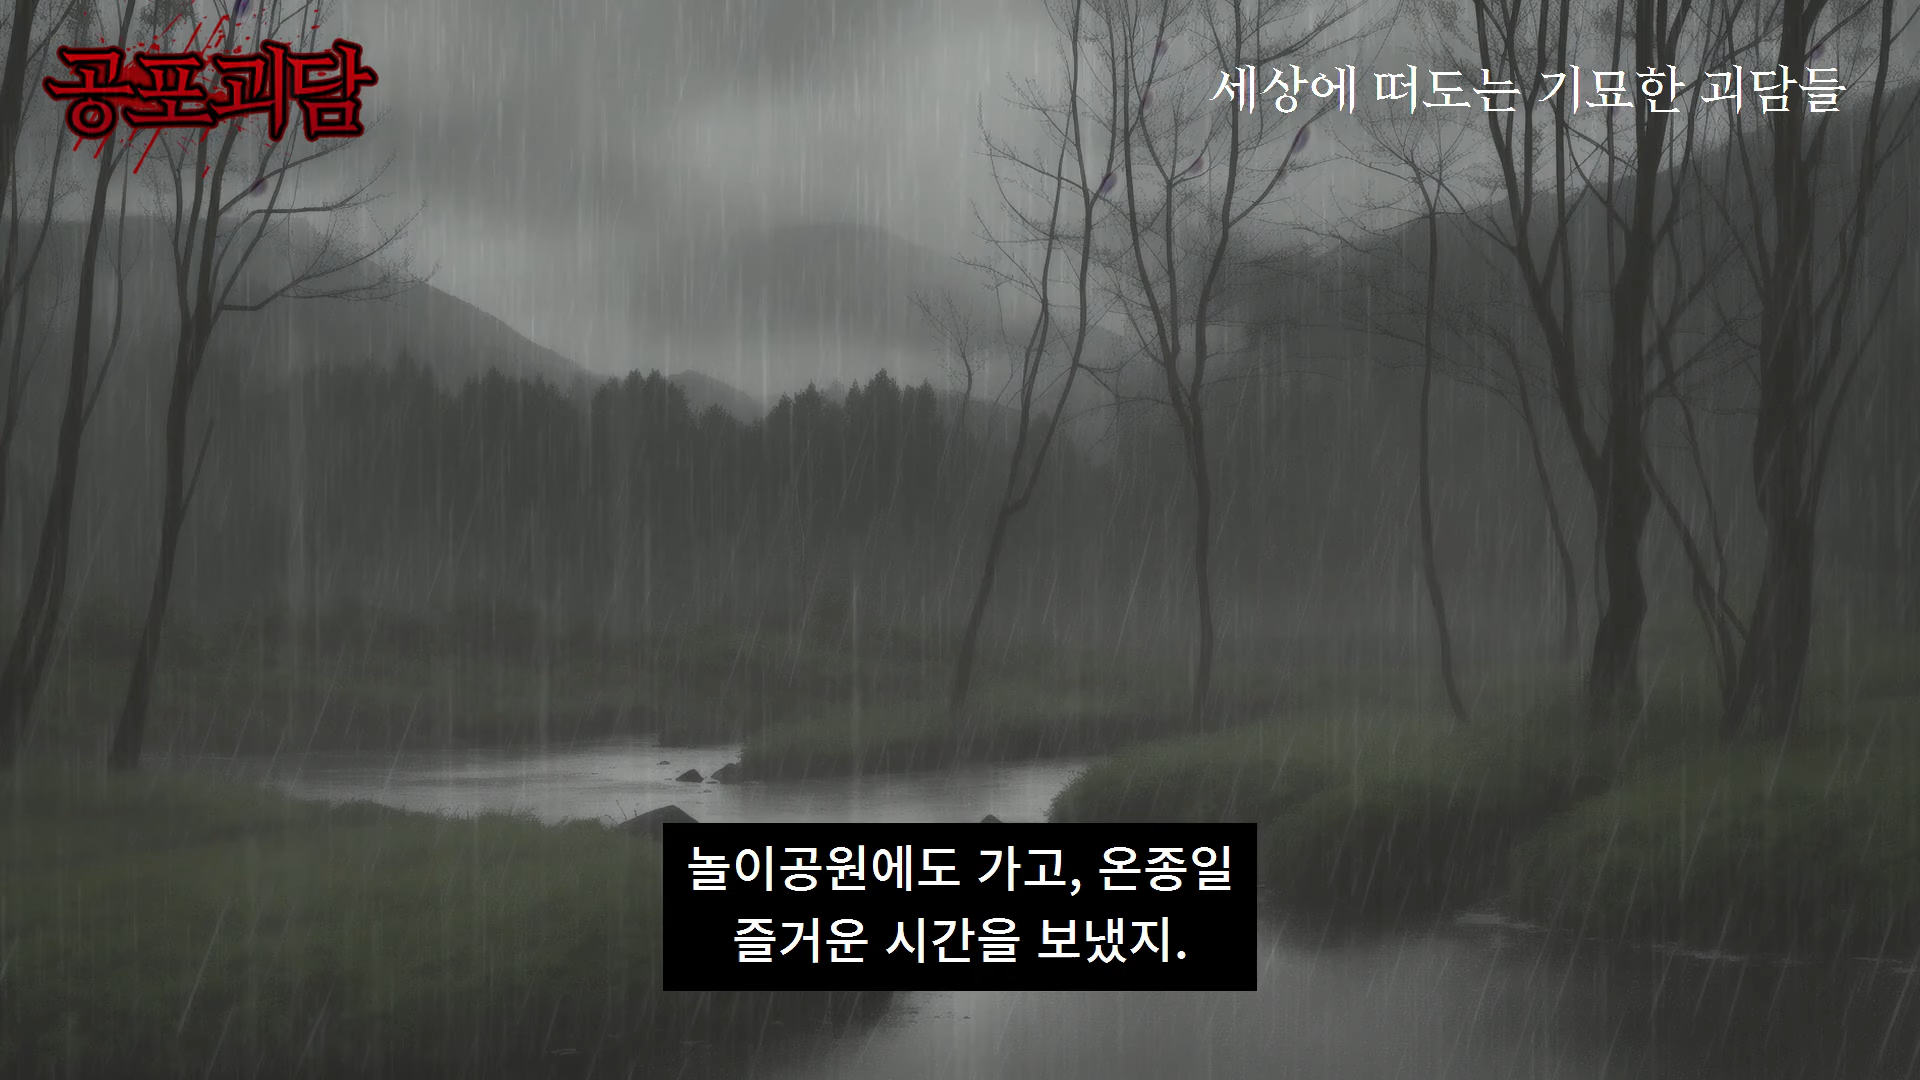 공포괴담
세상에 떠도는 기묘한 괴담들
놀이공원에도 가고, 온종일
즐거운 시간을 보냈지.